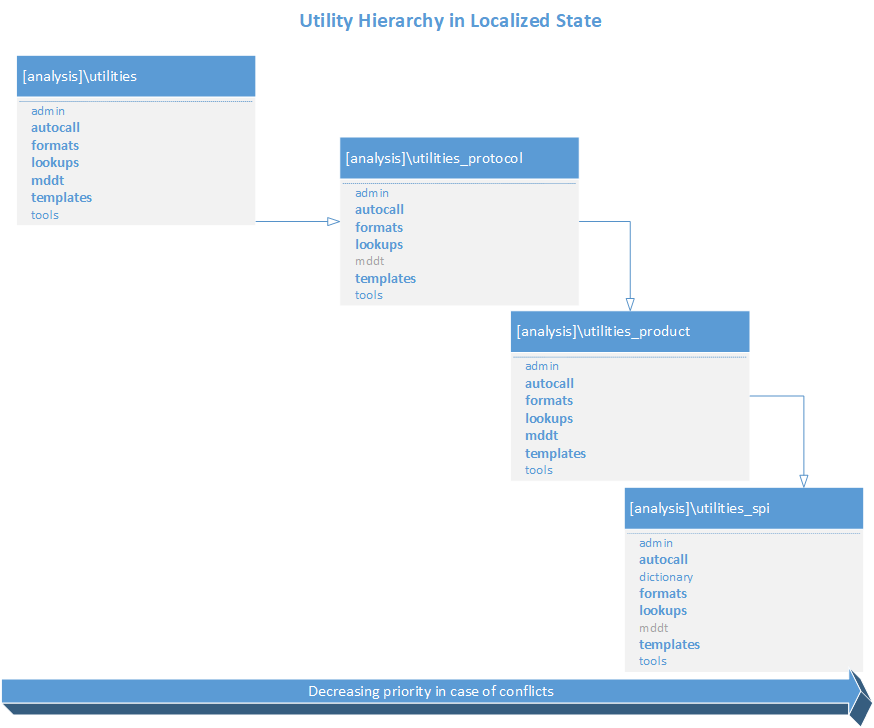 Utility Hierarchy in Localized State
[analysis]\utilities
admin
autocall
formats
lookups
mddt
templates
tools
[analysis]\utilities_protocol
admin
autocall
formats
lookups
mddt
templates
tools
[analysis]\utilities_product
admin
autocall
formats
lookups
mddt
templates
tools
[analysis]\utilities_spi
admin
autocall
dictionary
formats
lookups
mddt
templates
tools
Decreasing priority in case of conflicts